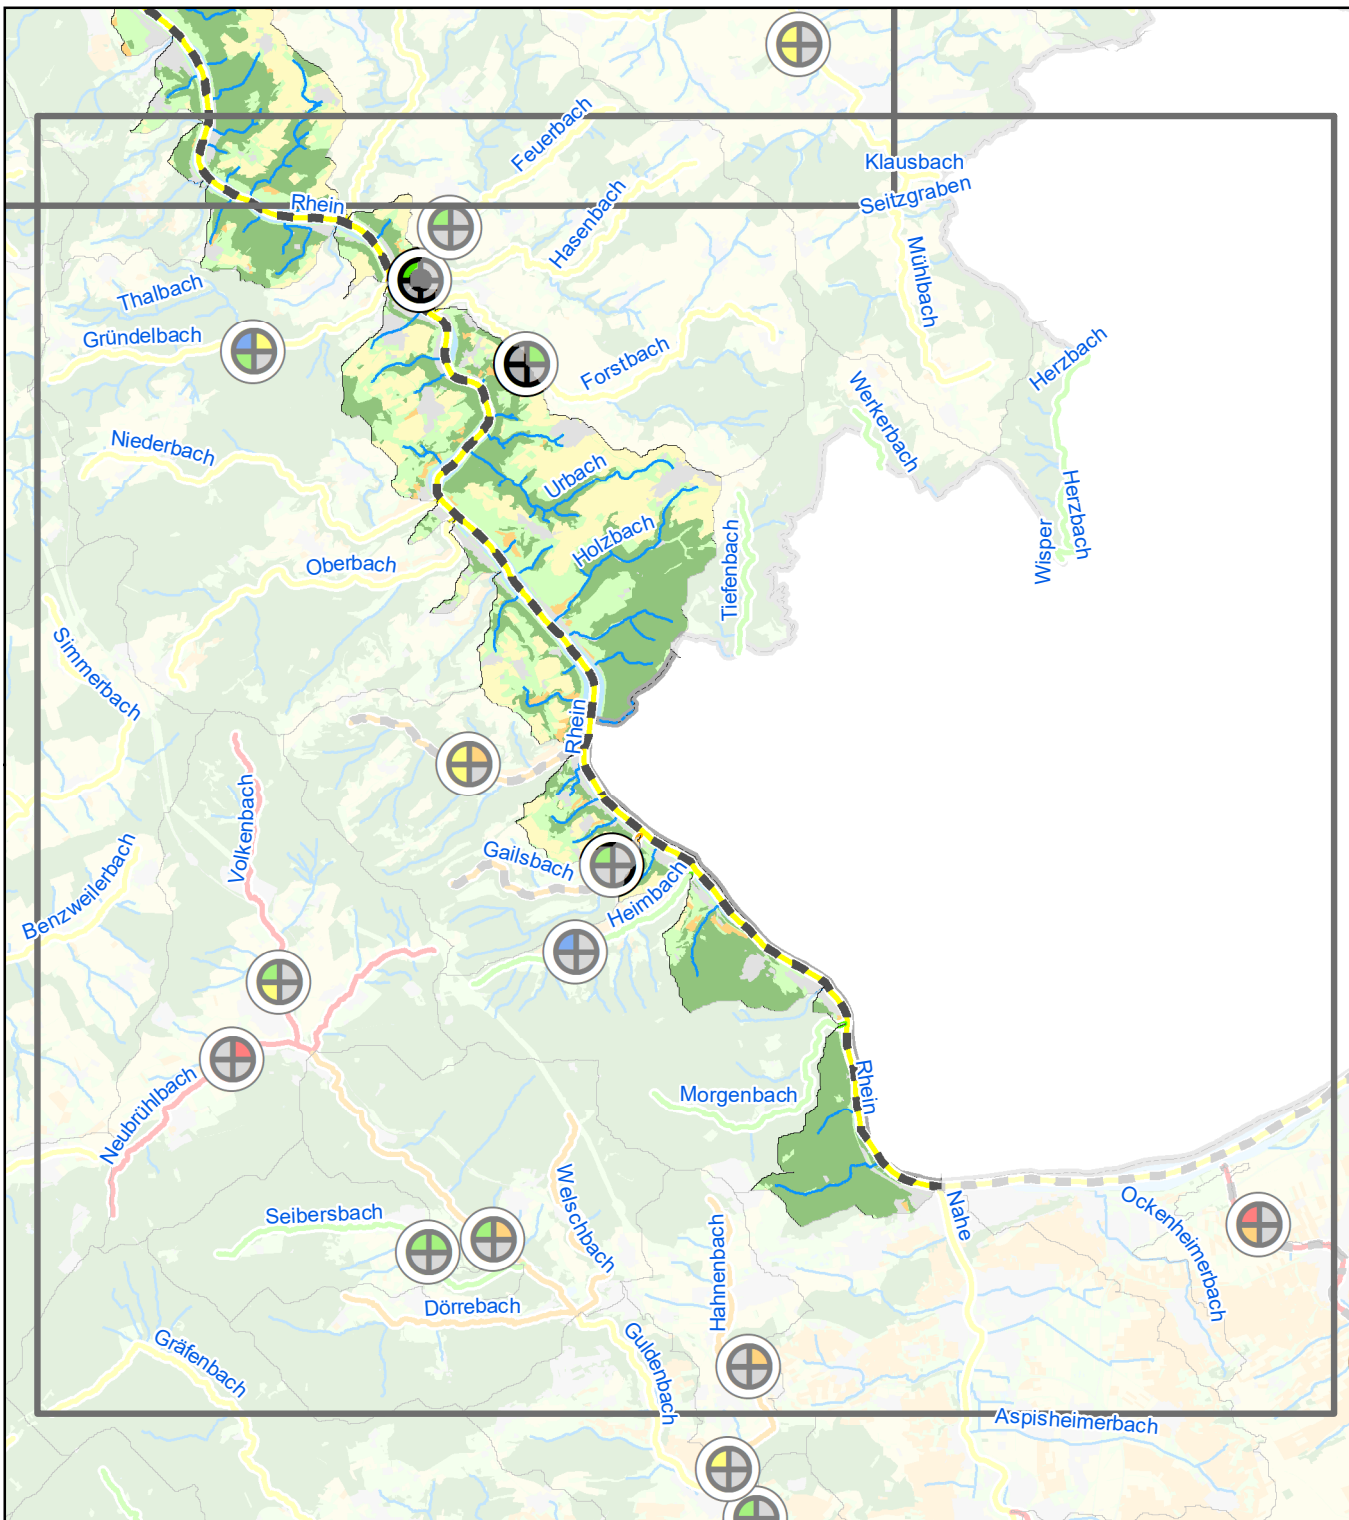 Feuerbach
Klausbach
Seitzgraben
Rhein
Hasenbach
Mühlbach
Thalbach
Gründelbach
Forstbach
Herzbach
Werkerbach
Niederbach
Urbach
Herzbach
Holzbach
Wisper
Oberbach
Tiefenbach
Simmerbach
Rhein
Volkenbach
Gailsbach
Benzweilerbach
Heimbach
Rhein
Morgenbach
Neubrühlbach
Welschbach
Seibersbach
Nahe
Ockenheimerbach
Hahnenbach
Dörrebach
Guldenbach
Gräfenbach
Aspisheimerbach